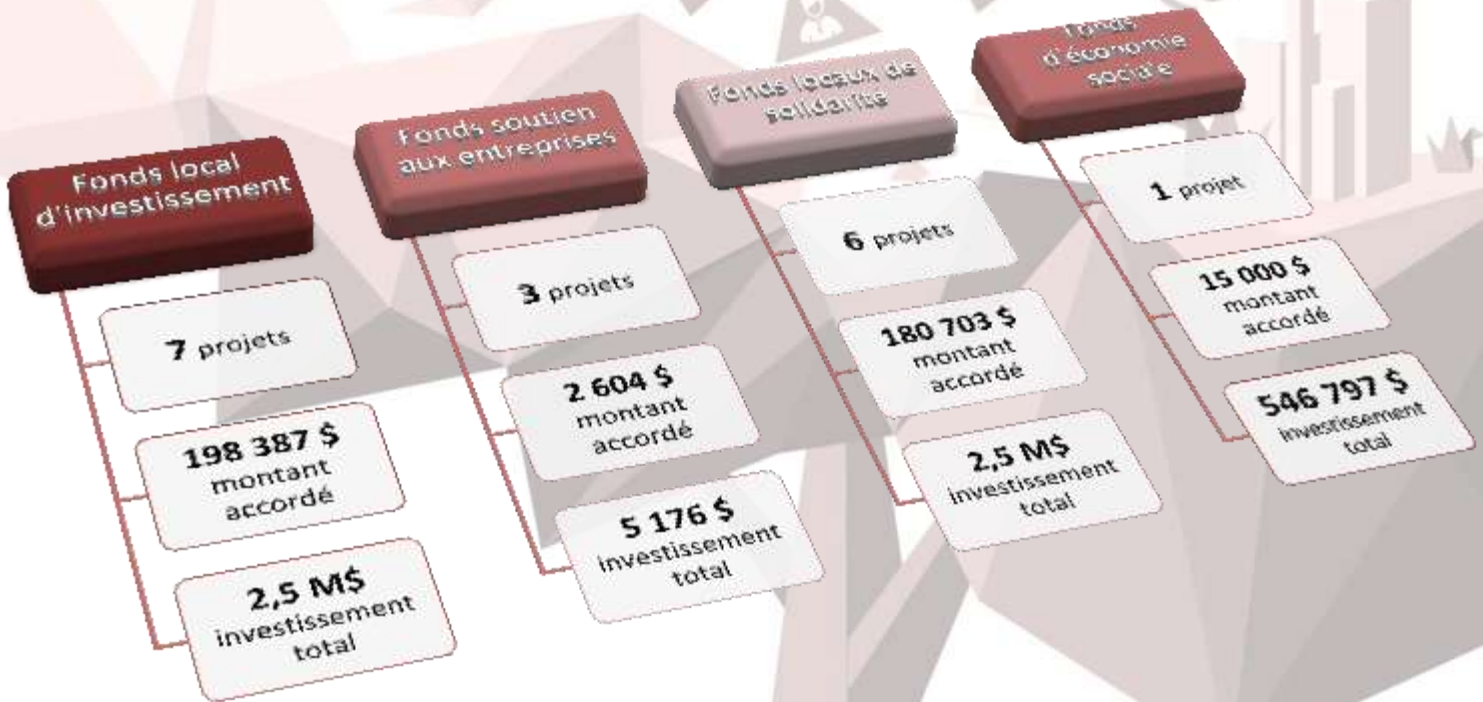 Fonds local
d'investissement
7 projets
198 387 $
montant
accordé
2,5 M$
investissement
total
Fonds soutien
aux entreprises
3 projets
2 604 $
montant
accordé
5 176 $
investissement
total
Fonds locaux de
solidarité
6 projets
180 703 $
montant
accordé
2,5 M$
investissement
total
Fonds
d'économie
sociale
1 projet
15 000 $
montant
accordé
546 797 $
investissement
total